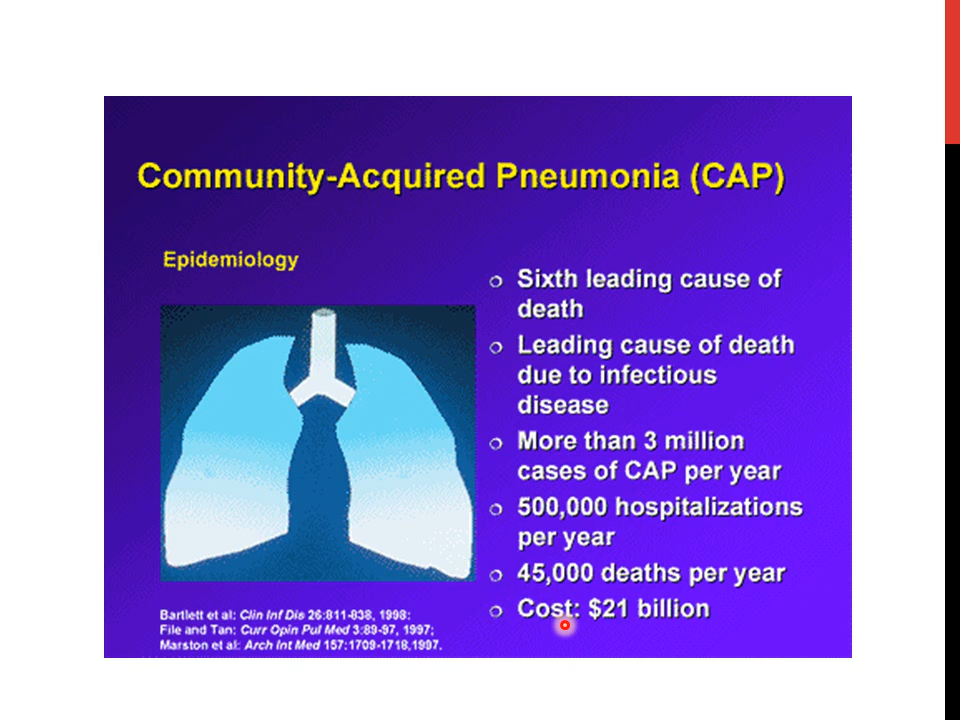 Community-Acquired Pneumonia (CAP)
Epidemiology
Sixth leading cause of
death
Leading cause of death
due to infectious
disease
More than 3 million
cases of CAP per year
500,000 hospitalizations
per year
45,000 deaths per year
Cost: $21 billion
Bartlett et al: Clin Inf Dis 26:811-838, 1998:
File and Tan: Curr Opin Pul Med 3:89-97, 1997;
Marston et al: Arch Int Med 157:1709-1718,1997.